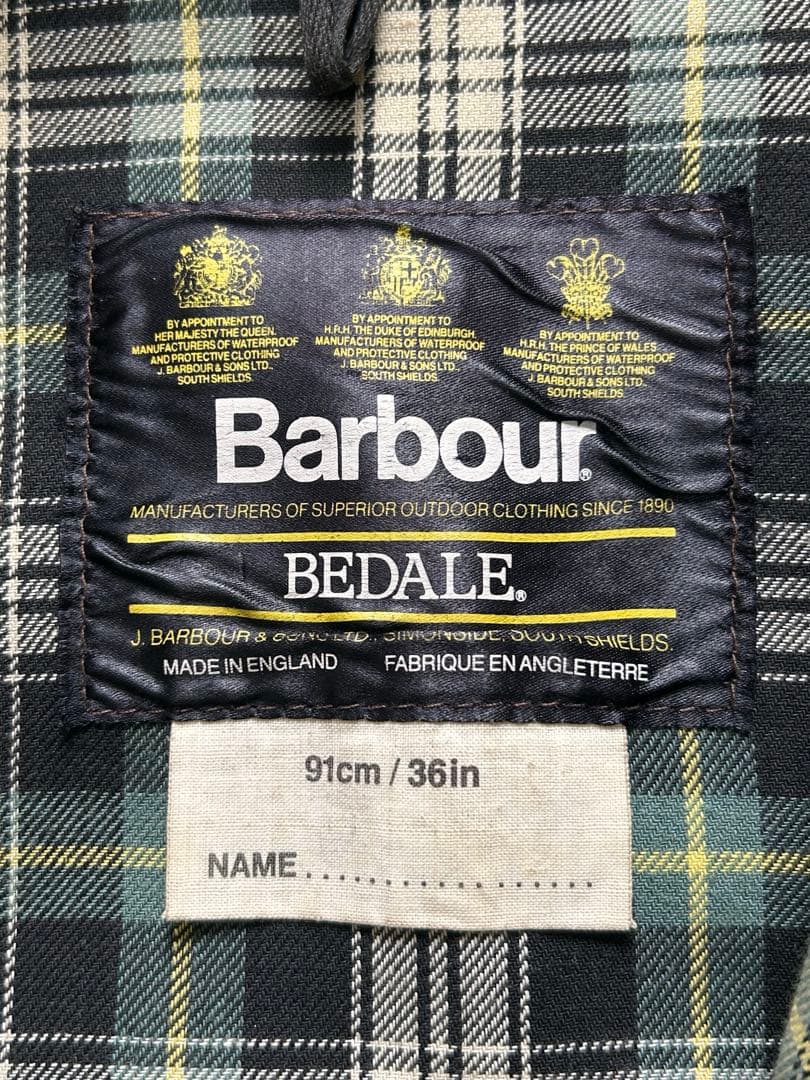 BY APPOINTMENT TO
HER MAJESTY THE QUEEN.
MANUFACTURERS OF WATERPROOF
AND PROTECTIVE CLOTHING
J. BARBOUR & SONS LTD.,
SOUTH SHIELDS.
BY APPOINTMENT TO
H.R.H. THE DUKE OF EDINBURGH.
MANUFACTURERS OF WATERPROOF
AND PROTECTIVE CLOTHING
J. BARBOUR & SONS LTD.,
SOUTH SHIELDS.
BY APPOINTMENT TO
H.R.H. THE PRINCE OF WALES
MANUFACTURERS OF WATERPROOF
AND PROTECTIVE CLOTHING
J. BARBOUR & SONS LTD.,
SOUTH SHIELDS
Barbour®
MANUFACTURERS OF SUPERIOR OUTDOOR CLOTHING SINCE 1890
BEDALE®
J. BARBOUR & SONS LTD., SIMONSIDE, SOUTH SHIELDS.
MADE IN ENGLAND FABRIQUE EN ANGLETERRE
91cm / 36in
NAME..................